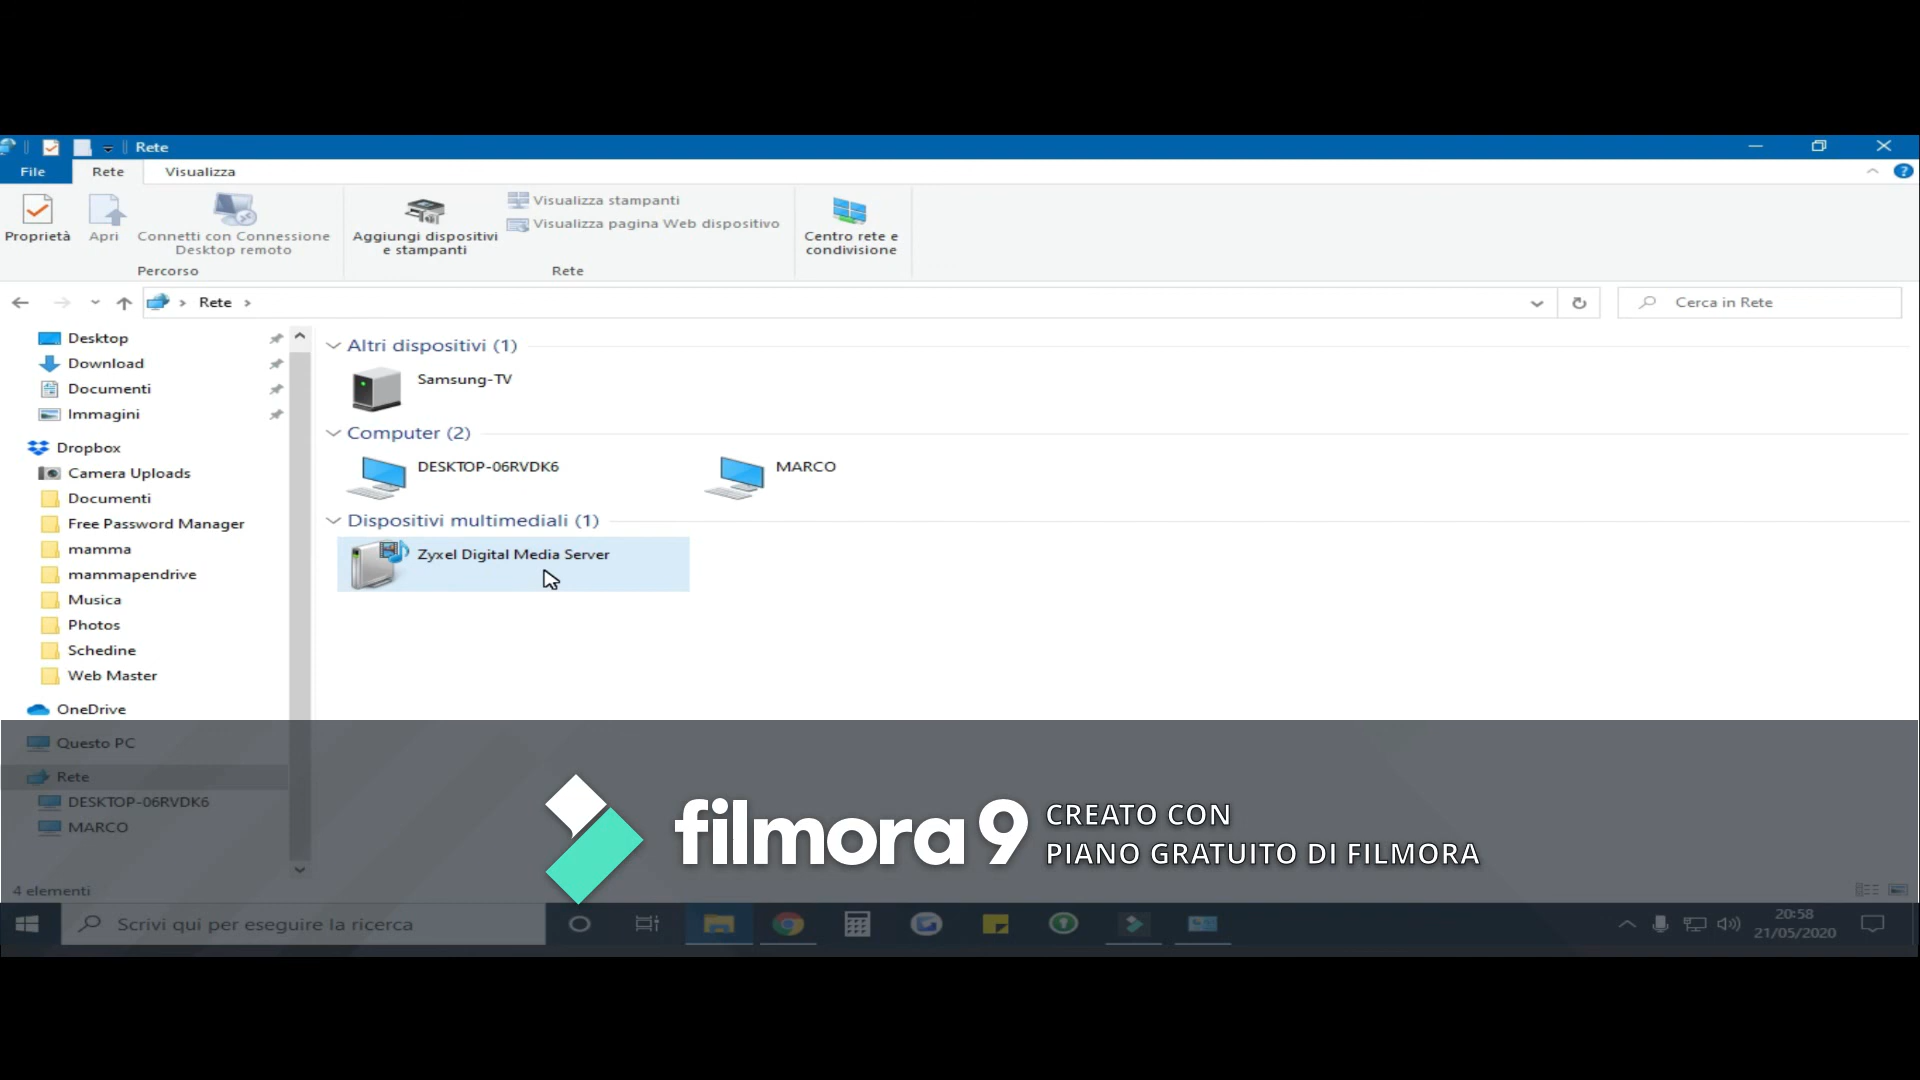 Rete
File
Rete
Visualizza
Proprietà
Apri
Connetti con Connessione
Desktop remoto
Percorso
Aggiungi dispositivi
e stampanti
Visualizza stampanti
Visualizza pagina Web dispositivo
Rete
Centro rete e
condivisione
Rete
Cerca in Rete
Desktop
Download
Documenti
Immagini
Dropbox
Camera Uploads
Documenti
Free Password Manager
mamma
mammapendrive
Musica
Photos
Schedine
Web Master
OneDrive
Questo PC
Rete
DESKTOP-06RVDK6
MARCO
4 elementi
Altri dispositivi (1)
Samsung-TV
Computer (2)
DESKTOP-06RVDK6
MARCO
Dispositivi multimediali (1)
Zyxel Digital Media Server
filmora 9
CREATO CON
PIANO GRATUITO DI FILMORA
Scrivi qui per eseguire la ricerca
20:58
21/05/2020